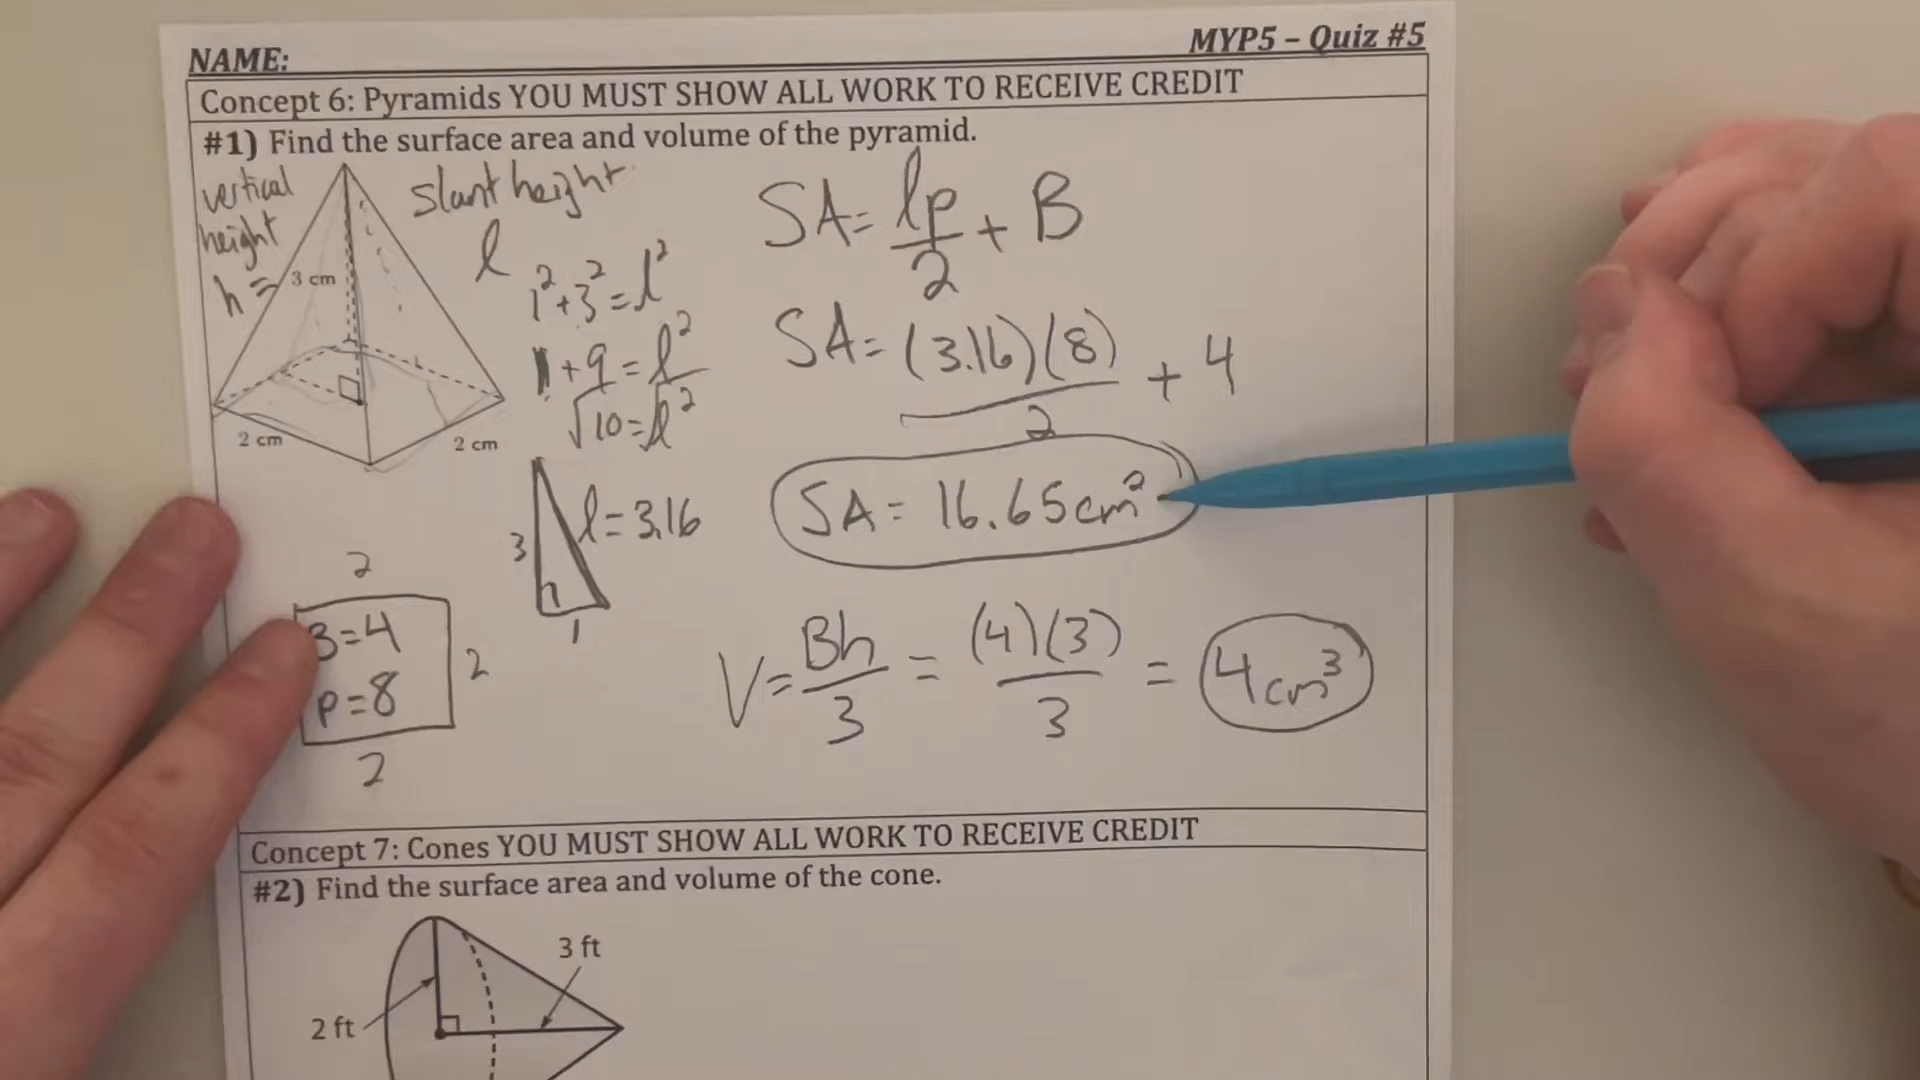 NAME:
MYP5 – Quiz #5
Concept 6: Pyramids YOU MUST SHOW ALL WORK TO RECEIVE CREDIT
#1) Find the surface area and volume of the pyramid.
vertical
height
h =
3 cm
2 cm
2 cm
slant height
l
1² + 3² = l²
1 + 9 = l²
√10 = √l²
3
l = 3.16
1
2
B=4
P=8
2
2
SA = lp/2 + B
SA = (3.16)(8)/2 + 4
SA = 16.65cm²
V = Bh/3 = (4)(3)/3 = 4cm³
Concept 7: Cones YOU MUST SHOW ALL WORK TO RECEIVE CREDIT
#2) Find the surface area and volume of the cone.
3 ft
2 ft